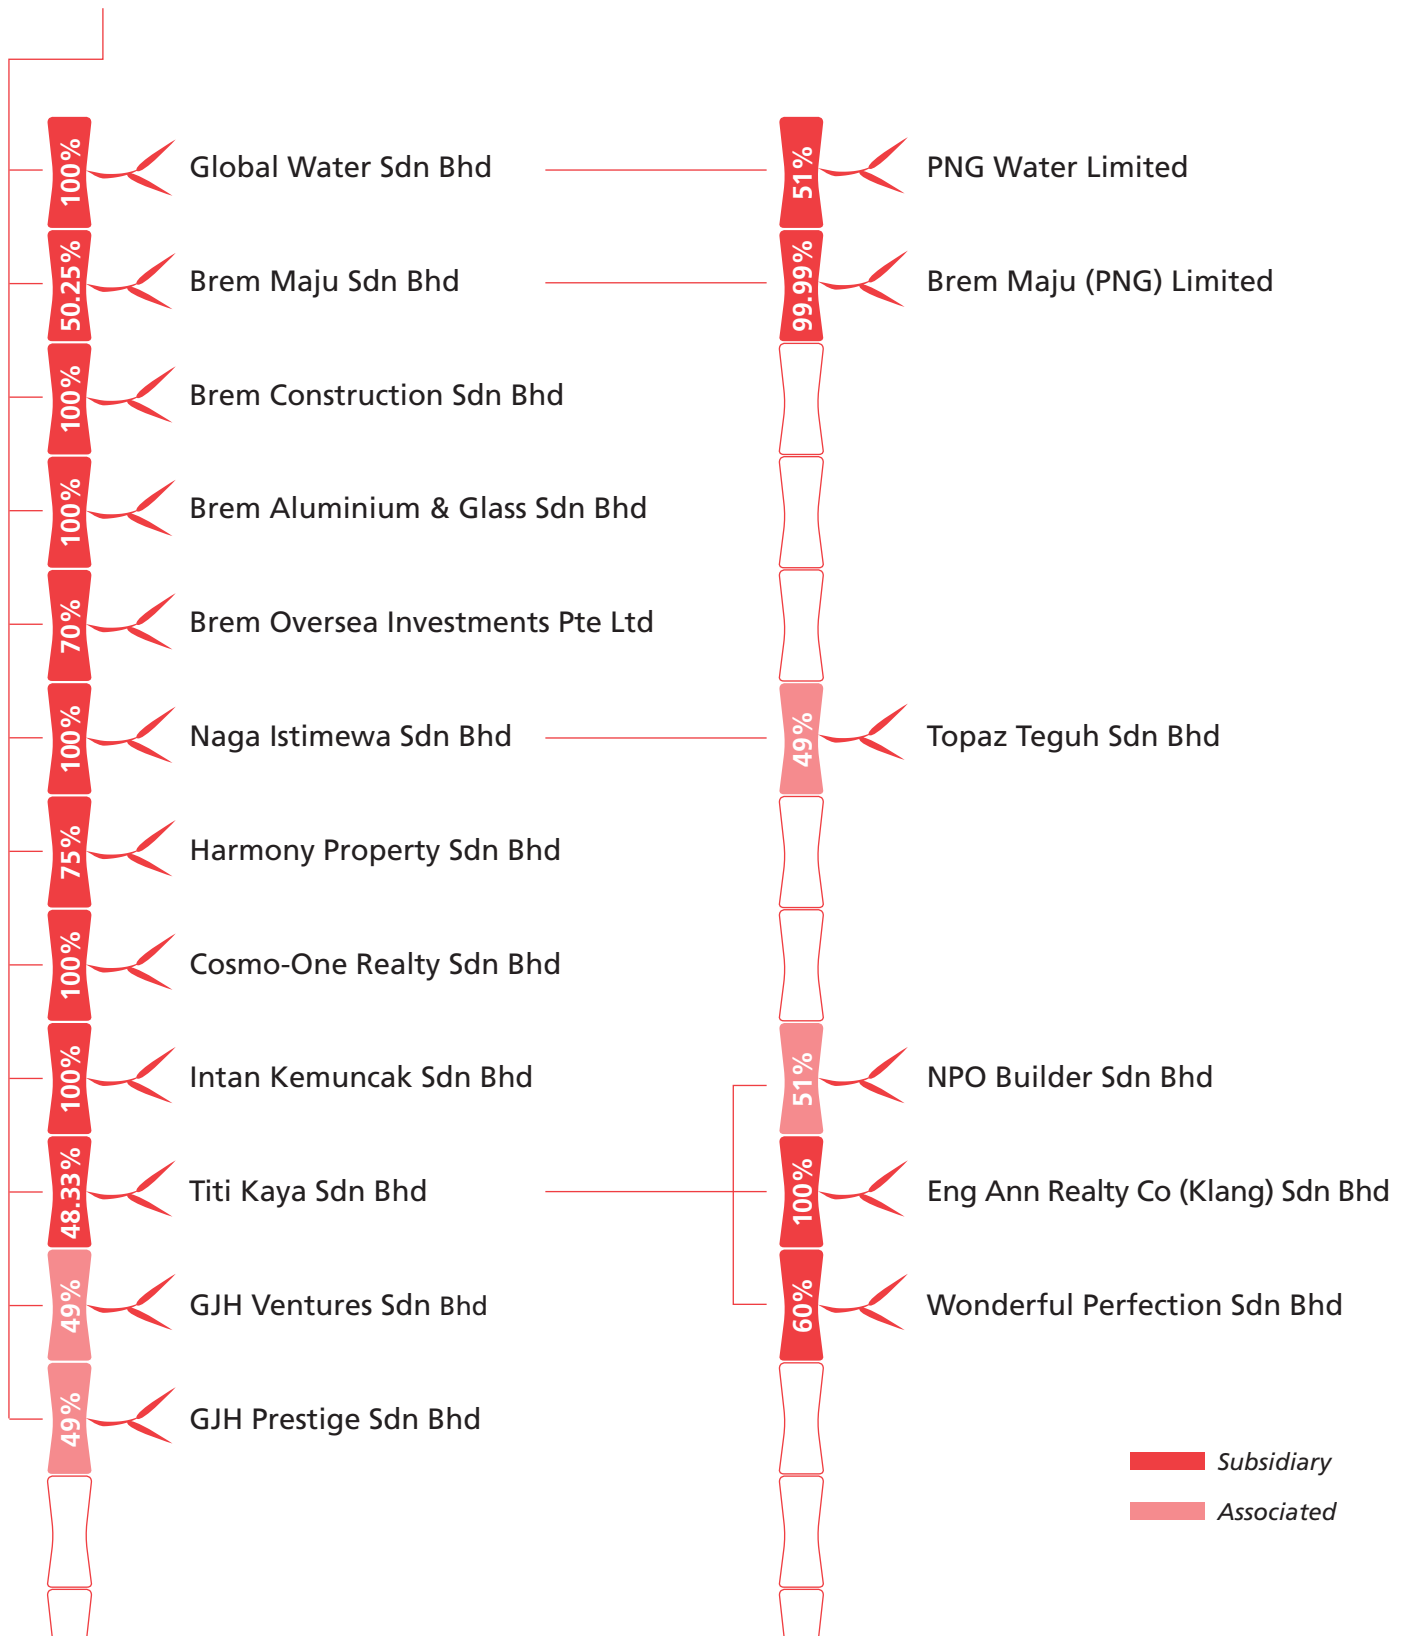 100%
Global Water Sdn Bhd
51%
PNG Water Limited
50.25%
Brem Maju Sdn Bhd
99.99%
Brem Maju (PNG) Limited
100%
Brem Construction Sdn Bhd
100%
Brem Aluminium & Glass Sdn Bhd
70%
Brem Oversea Investments Pte Ltd
100%
Naga Istimewa Sdn Bhd
49%
Topaz Teguh Sdn Bhd
75%
Harmony Property Sdn Bhd
100%
Cosmo-One Realty Sdn Bhd
100%
Intan Kemuncak Sdn Bhd
51%
NPO Builder Sdn Bhd
48.33%
Titi Kaya Sdn Bhd
100%
Eng Ann Realty Co (Klang) Sdn Bhd
49%
GJH Ventures Sdn Bhd
60%
Wonderful Perfection Sdn Bhd
49%
GJH Prestige Sdn Bhd
Subsidiary
Associated